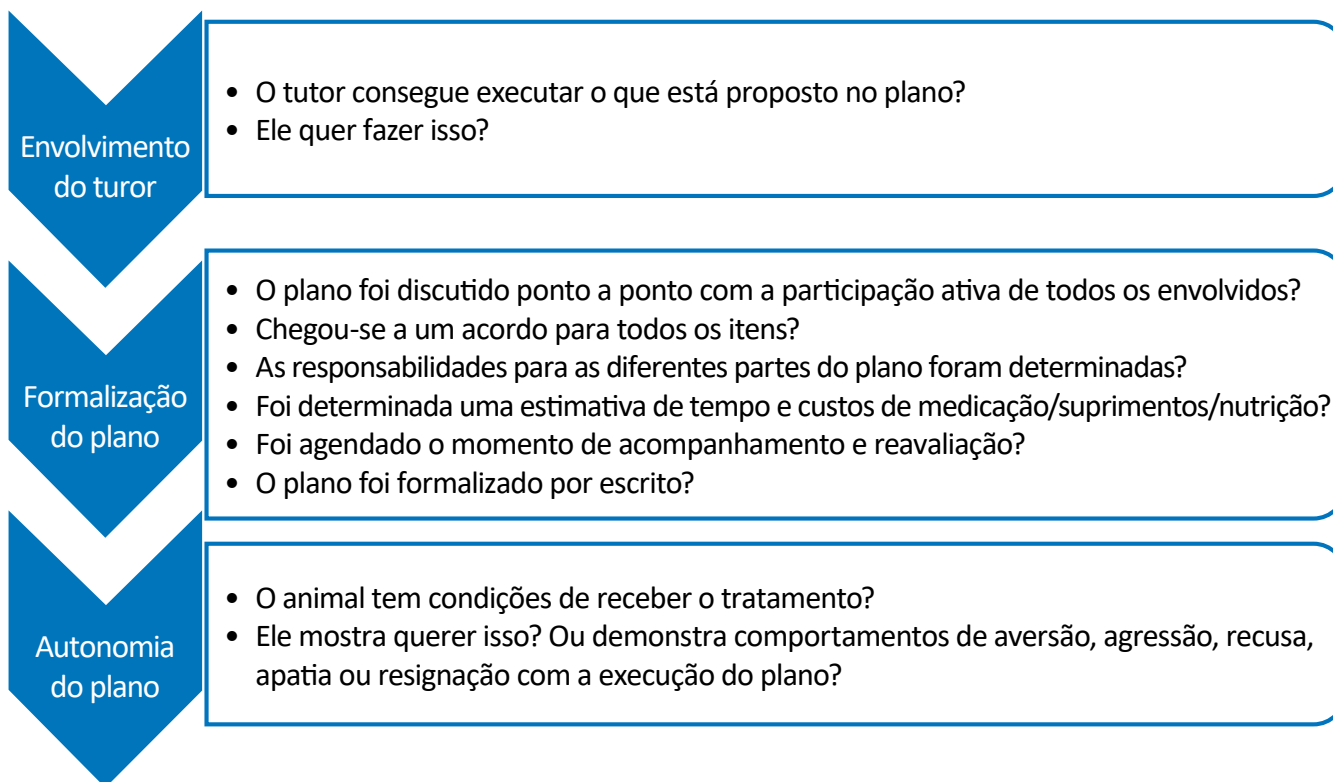 Envolvimento
do turor
• O tutor consegue executar o que está proposto no plano?
• Ele quer fazer isso?
Formalização
do plano
• O plano foi discutido ponto a ponto com a participação ativa de todos os envolvidos?
• Chegou-se a um acordo para todos os itens?
• As responsabilidades para as diferentes partes do plano foram determinadas?
• Foi determinada uma estimativa de tempo e custos de medicação/suprimentos/nutrição?
• Foi agendado o momento de acompanhamento e reavaliação?
• O plano foi formalizado por escrito?
Autonomia
do plano
• O animal tem condições de receber o tratamento?
• Ele mostra querer isso? Ou demonstra comportamentos de aversão, agressão, recusa,
apatia ou resignação com a execução do plano?